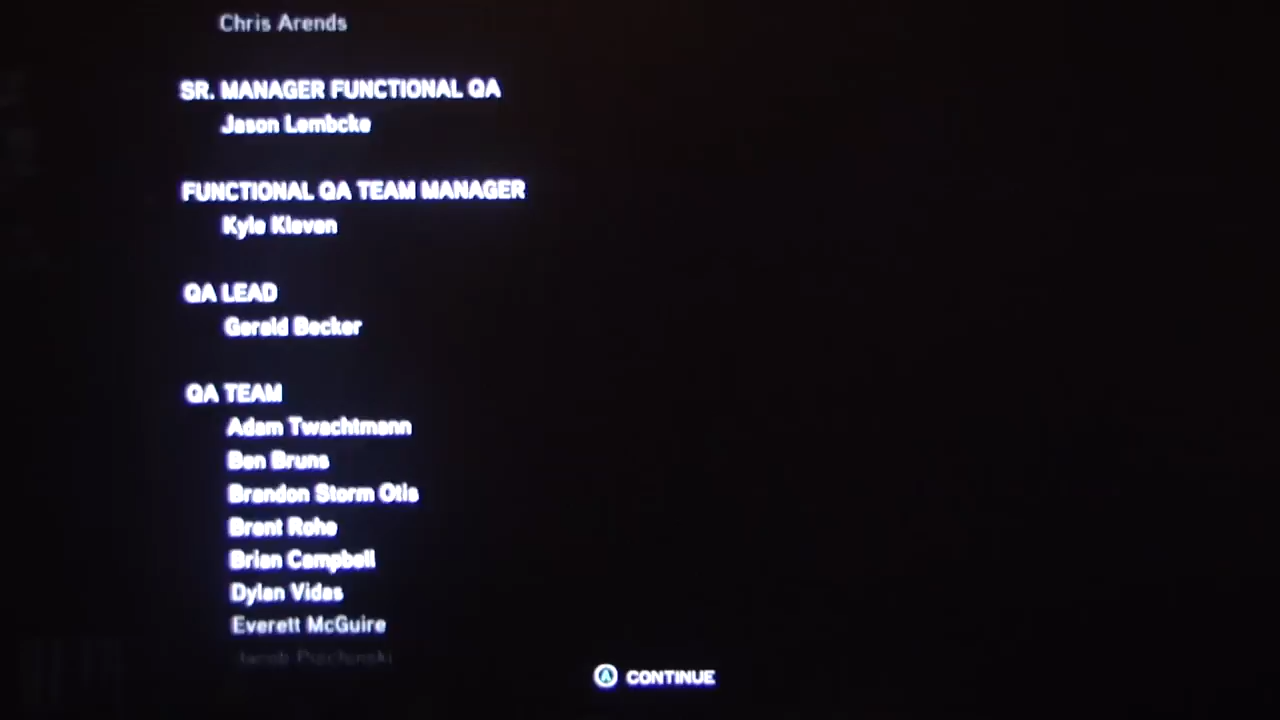 Chris Arends
SR. MANAGER FUNCTIONAL QA
Jason Lembcke
FUNCTIONAL QA TEAM MANAGER
Kyle Kleven
QA LEAD
Gerald Becker
QA TEAM
Adam Twachtmann
Ben Bruns
Brandon Storm Otis
Brent Rohe
Brian Campbell
Dylan Vidas
Everett McGuire
Jacob
A CONTINUE